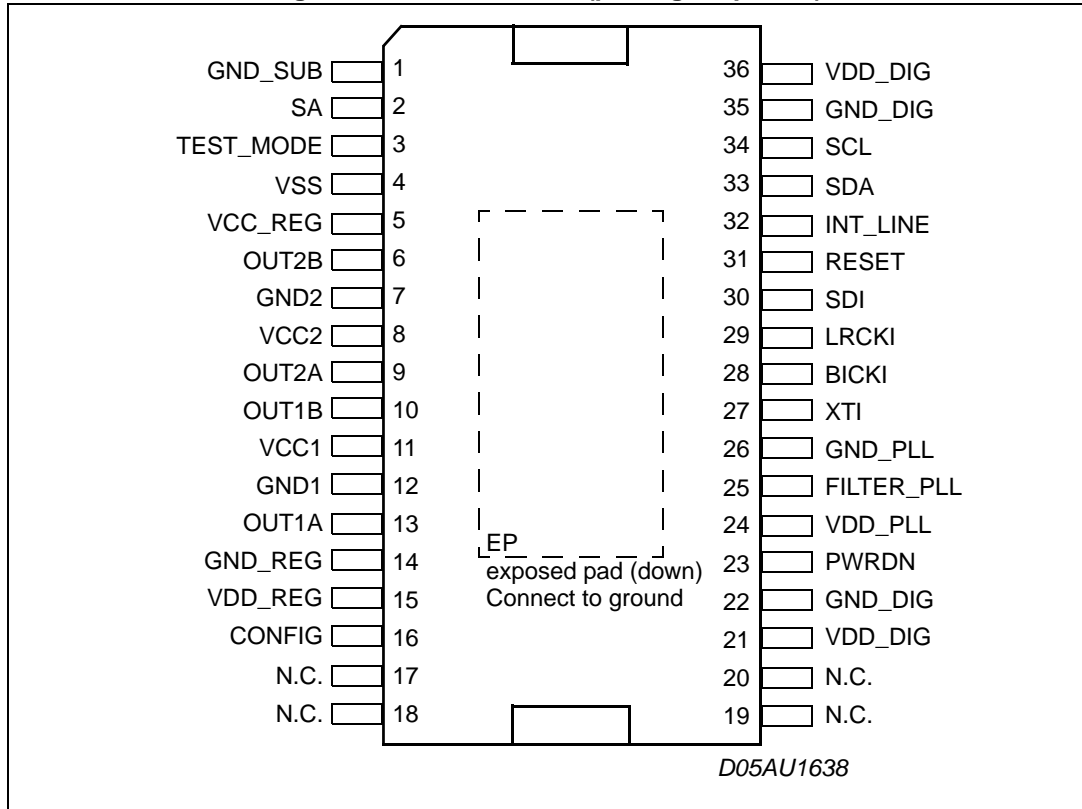 GND_SUB 1
SA 2
TEST_MODE 3
VSS 4
VCC_REG 5
OUT2B 6
GND2 7
VCC2 8
OUT2A 9
OUT1B 10
VCC1 11
GND1 12
OUT1A 13
GND_REG 14
VDD_REG 15
CONFIG 16
N.C. 17
N.C. 18
EP
exposed pad (down)
Connect to ground
36 VDD_DIG
35 GND_DIG
34 SCL
33 SDA
32 INT_LINE
31 RESET
30 SDI
29 LRCKI
28 BICKI
27 XTI
26 GND_PLL
25 FILTER_PLL
24 VDD_PLL
23 PWRDN
22 GND_DIG
21 VDD_DIG
20 N.C.
19 N.C.
D05AU1638